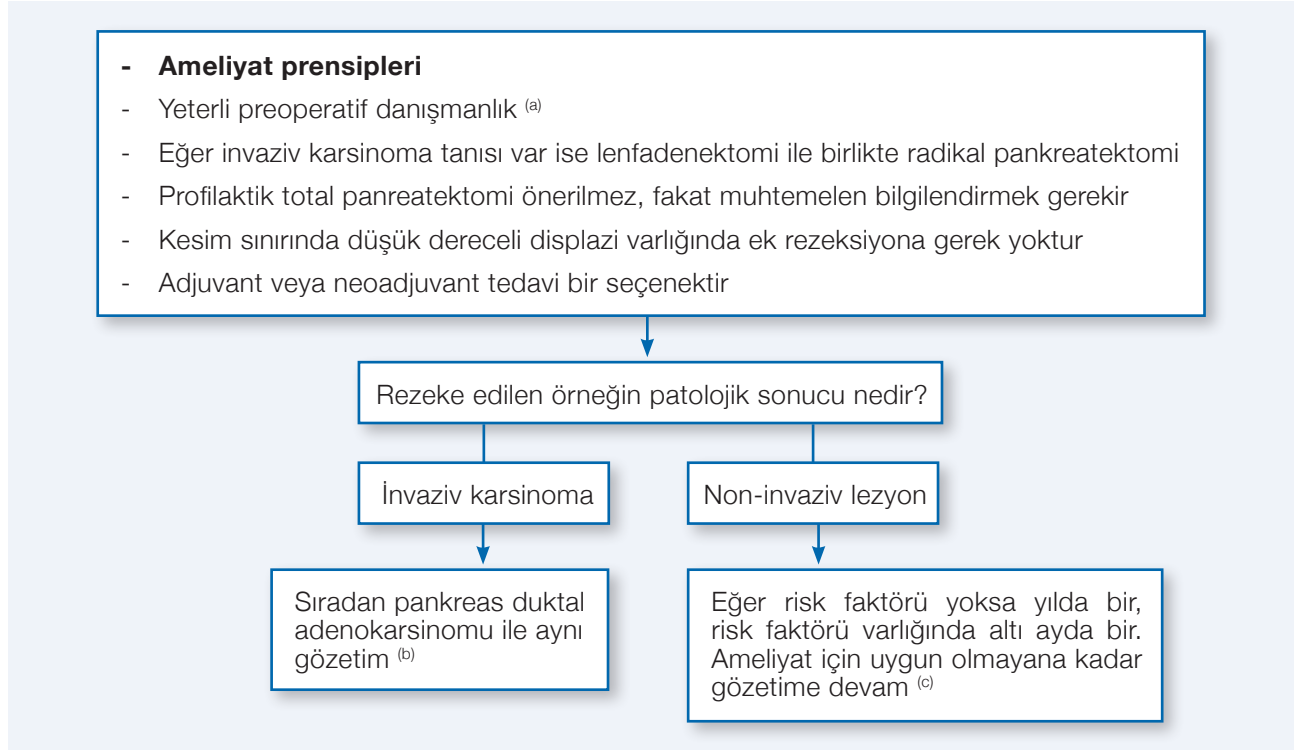 - Ameliyat prensipleri
- Yeterli preoperatif danışmanlık (a)
- Eğer invaziv karsinoma tanısı var ise lenfadenektomi ile birlikte radikal pankreatektomi
- Profilaktik total panreatektomi önerilmez, fakat muhtemelen bilgilendirmek gerekir
- Kesim sınırında düşük dereceli displazi varlığında ek rezeksiyona gerek yoktur
- Adjuvant veya neoadjuvant tedavi bir seçenektir
Rezeke edilen örneğin patolojik sonucu nedir?
İnvaziv karsinoma
Non-invaziv lezyon
Sıradan pankreas duktal
adenokarsinomu ile aynı
gözetim (b)
Eğer risk faktörü yoksa yılda bir,
risk faktörü varlığında altı ayda bir.
Ameliyat için uygun olmayana kadar
gözetime devam (c)